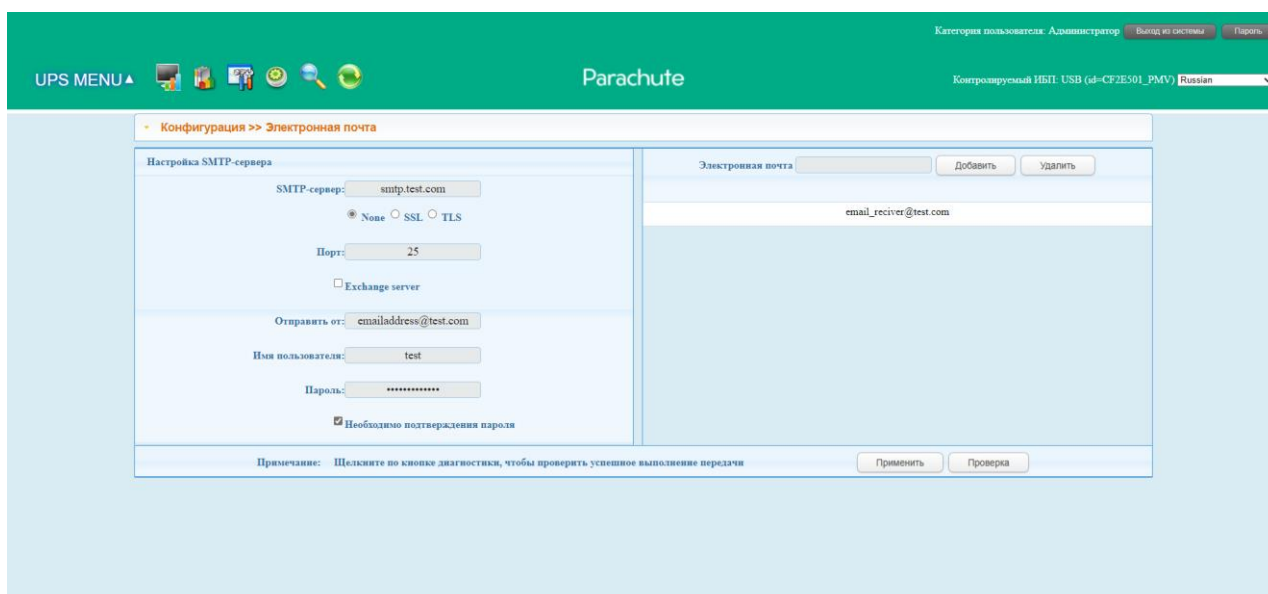 Категория пользователя: Администратор Выход из системы Пароль
UPS MENU▲ Parachute Контролируемый ИБП: USB (id=CF2E501_PMV) Russian
Конфигурация >> Электронная почта
Настройка SMTP-сервера
SMTP-сервер: smtp.test.com
None SSL TLS
Порт: 25
Exchange server
Отправить от: emailaddress@test.com
Имя пользователя: test
Пароль: •••••••••••••
Необходимо подтверждения пароля
Электронная почта Добавить Удалить
email_reciver@test.com
Примечание: Щелкните по кнопке диагностики, чтобы проверить успешное выполнение передачи Применить Проверка